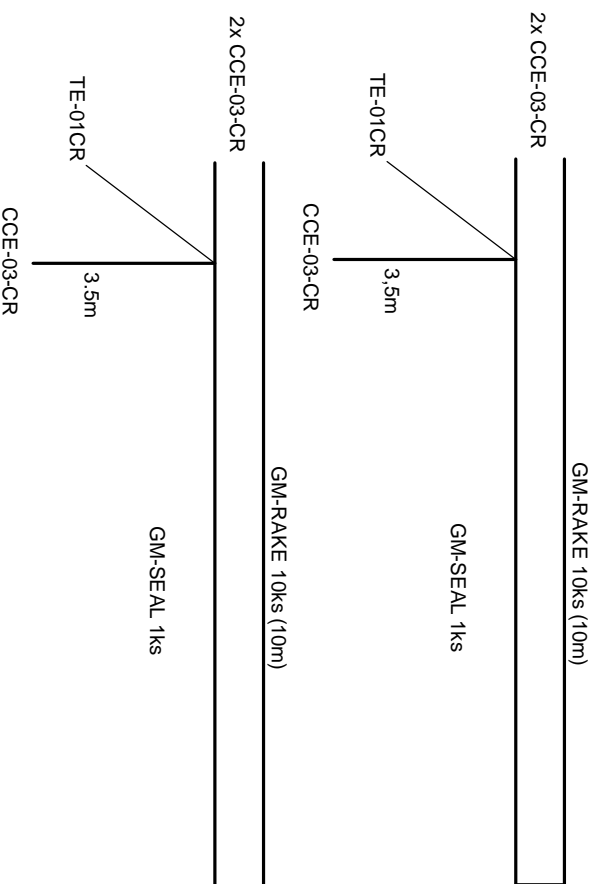 2x CCE-03-CR
TE-01CR
CCE-03-CR
3,5m
GM-RAKE 10ks (10m)
GM-SEAL 1ks
2x CCE-03-CR
TE-01CR
CCE-03-CR
3.5m
GM-RAKE 10ks (10m)
GM-SEAL 1ks